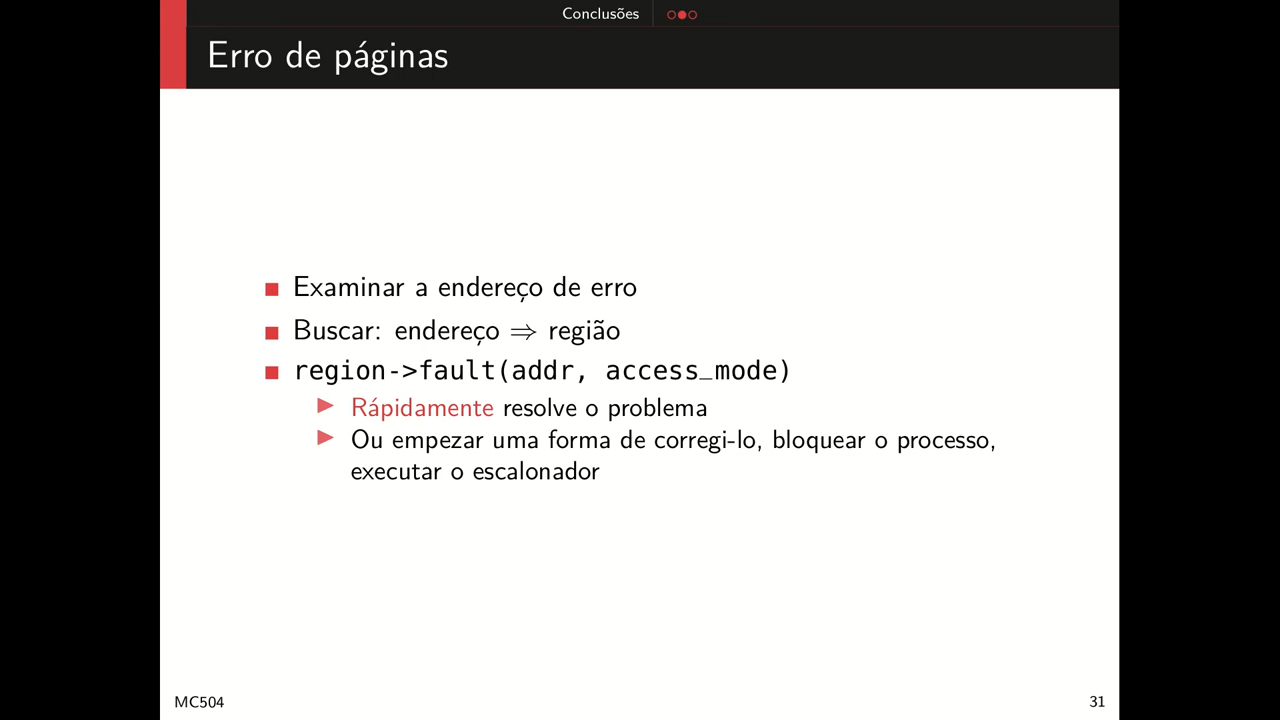 Conclusões
Erro de páginas
Examinar a endereço de erro
Buscar: endereço ⇒ região
region->fault(addr, access_mode)
Rápidamente resolve o problema
Ou empezar uma forma de corregi-lo, bloquear o processo,
executar o escalonador
MC504
31